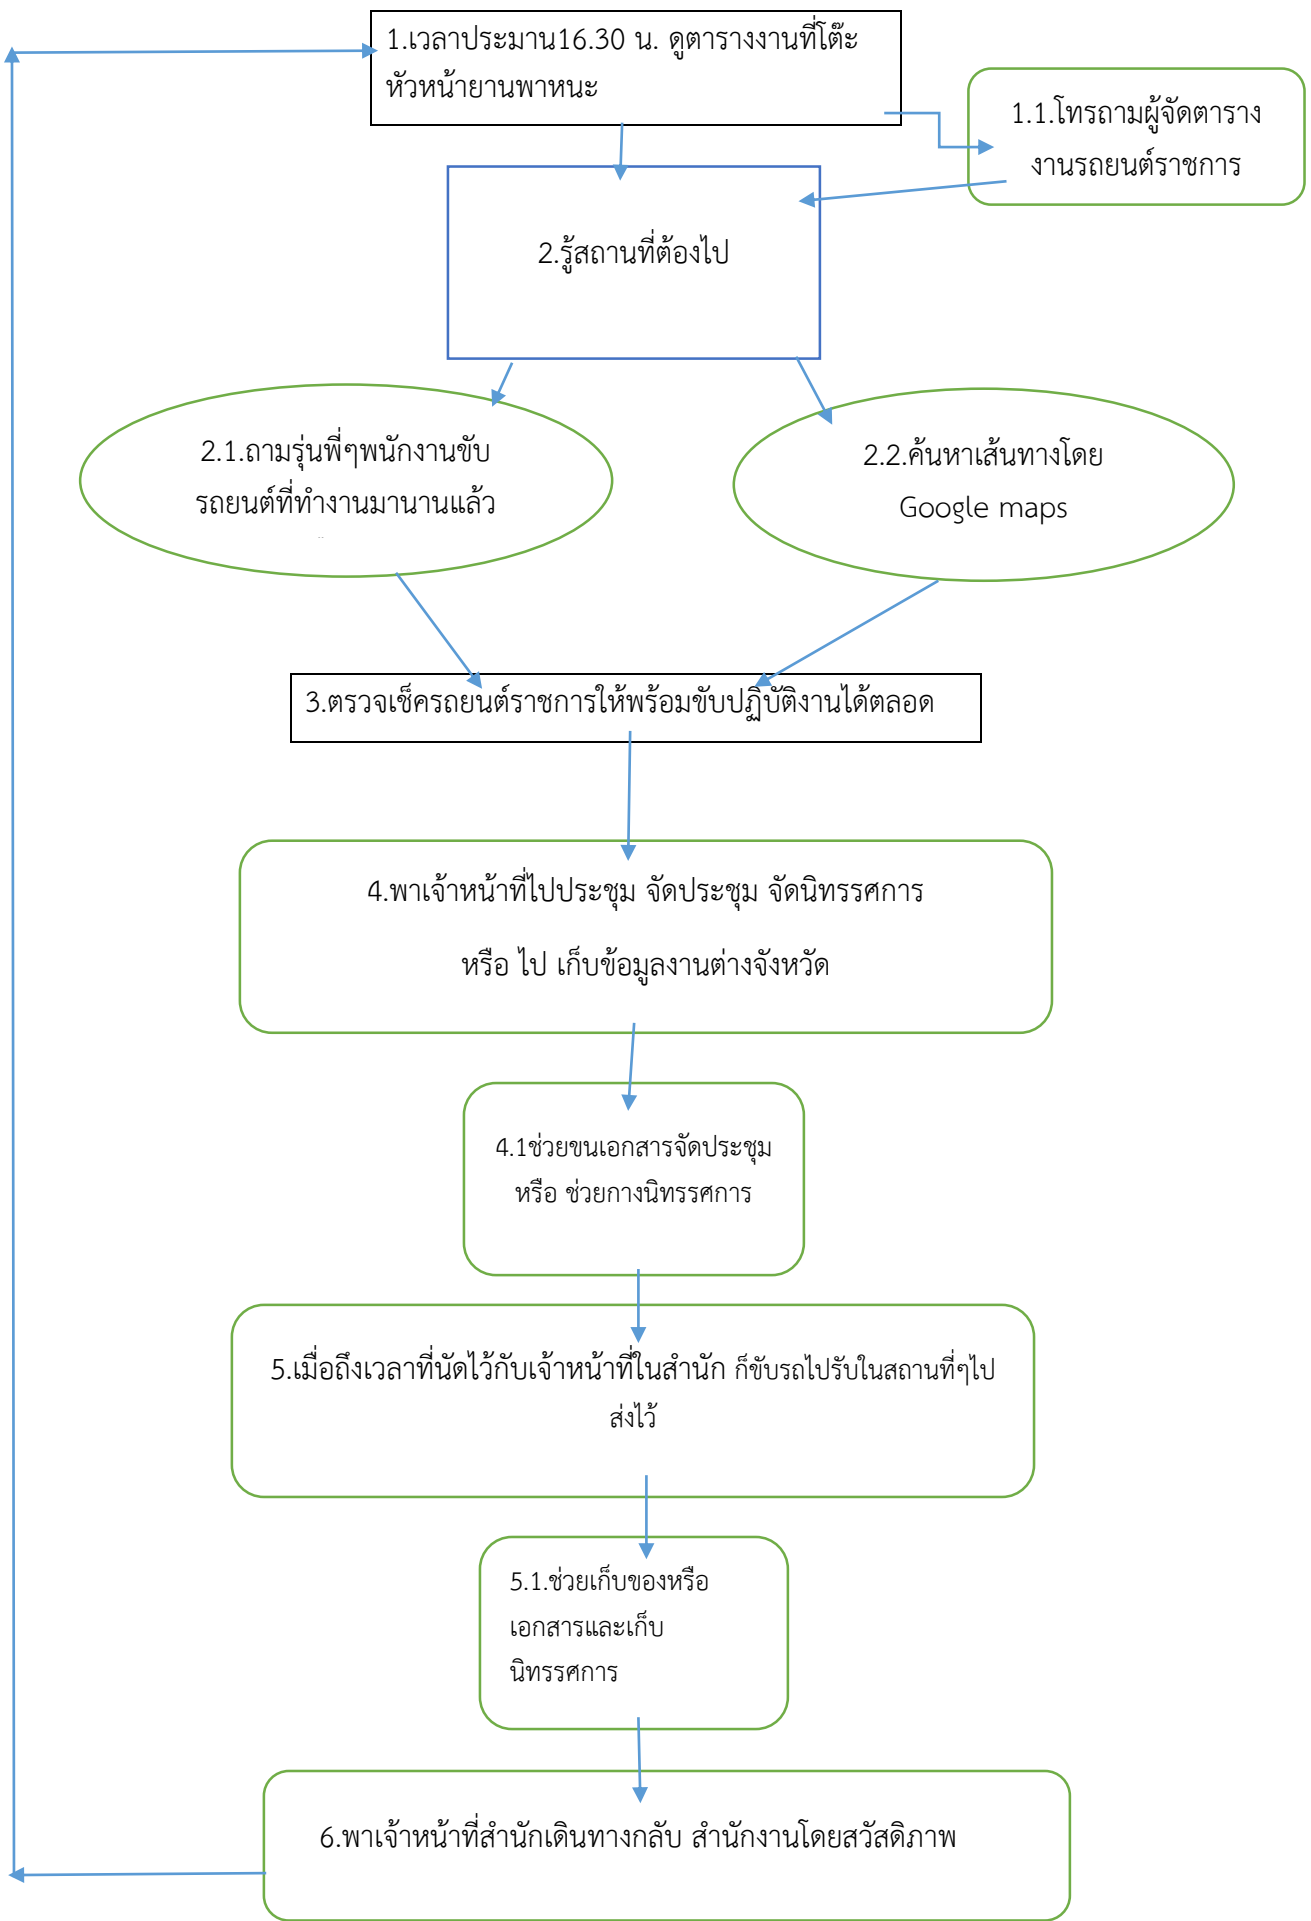 1.เวลาประมาน16.30 น. ดูตารางงานที่โต๊ะ
หัวหน้ายานพาหนะ
1.1.โทรถามผู้จัดตาราง
งานรถยนต์ราชการ
2.รู้สถานที่ต้องไป
2.1.ถามรุ่นพี่ๆพนักงานขับ
รถยนต์ที่ทำงานมานานแล้ว
2.2.ค้นหาเส้นทางโดย
Google maps
3.ตรวจเช็ครถยนต์ราชการให้พร้อมขับปฏิบัติงานได้ตลอด
4.พาเจ้าหน้าที่ไปประชุม จัดประชุม จัดนิทรรศการ
หรือ ไป เก็บข้อมูลงานต่างจังหวัด
4.1ช่วยขนเอกสารจัดประชุม
หรือ ช่วยกางนิทรรศการ
5.เมื่อถึงเวลาที่นัดไว้กับเจ้าหน้าที่ในสำนัก ก็ขับรถไปรับในสถานที่ๆไป
ส่งไว้
5.1.ช่วยเก็บของหรือ
เอกสารและเก็บ
นิทรรศการ
6.พาเจ้าหน้าที่สำนักเดินทางกลับ สำนักงานโดยสวัสดิภาพ